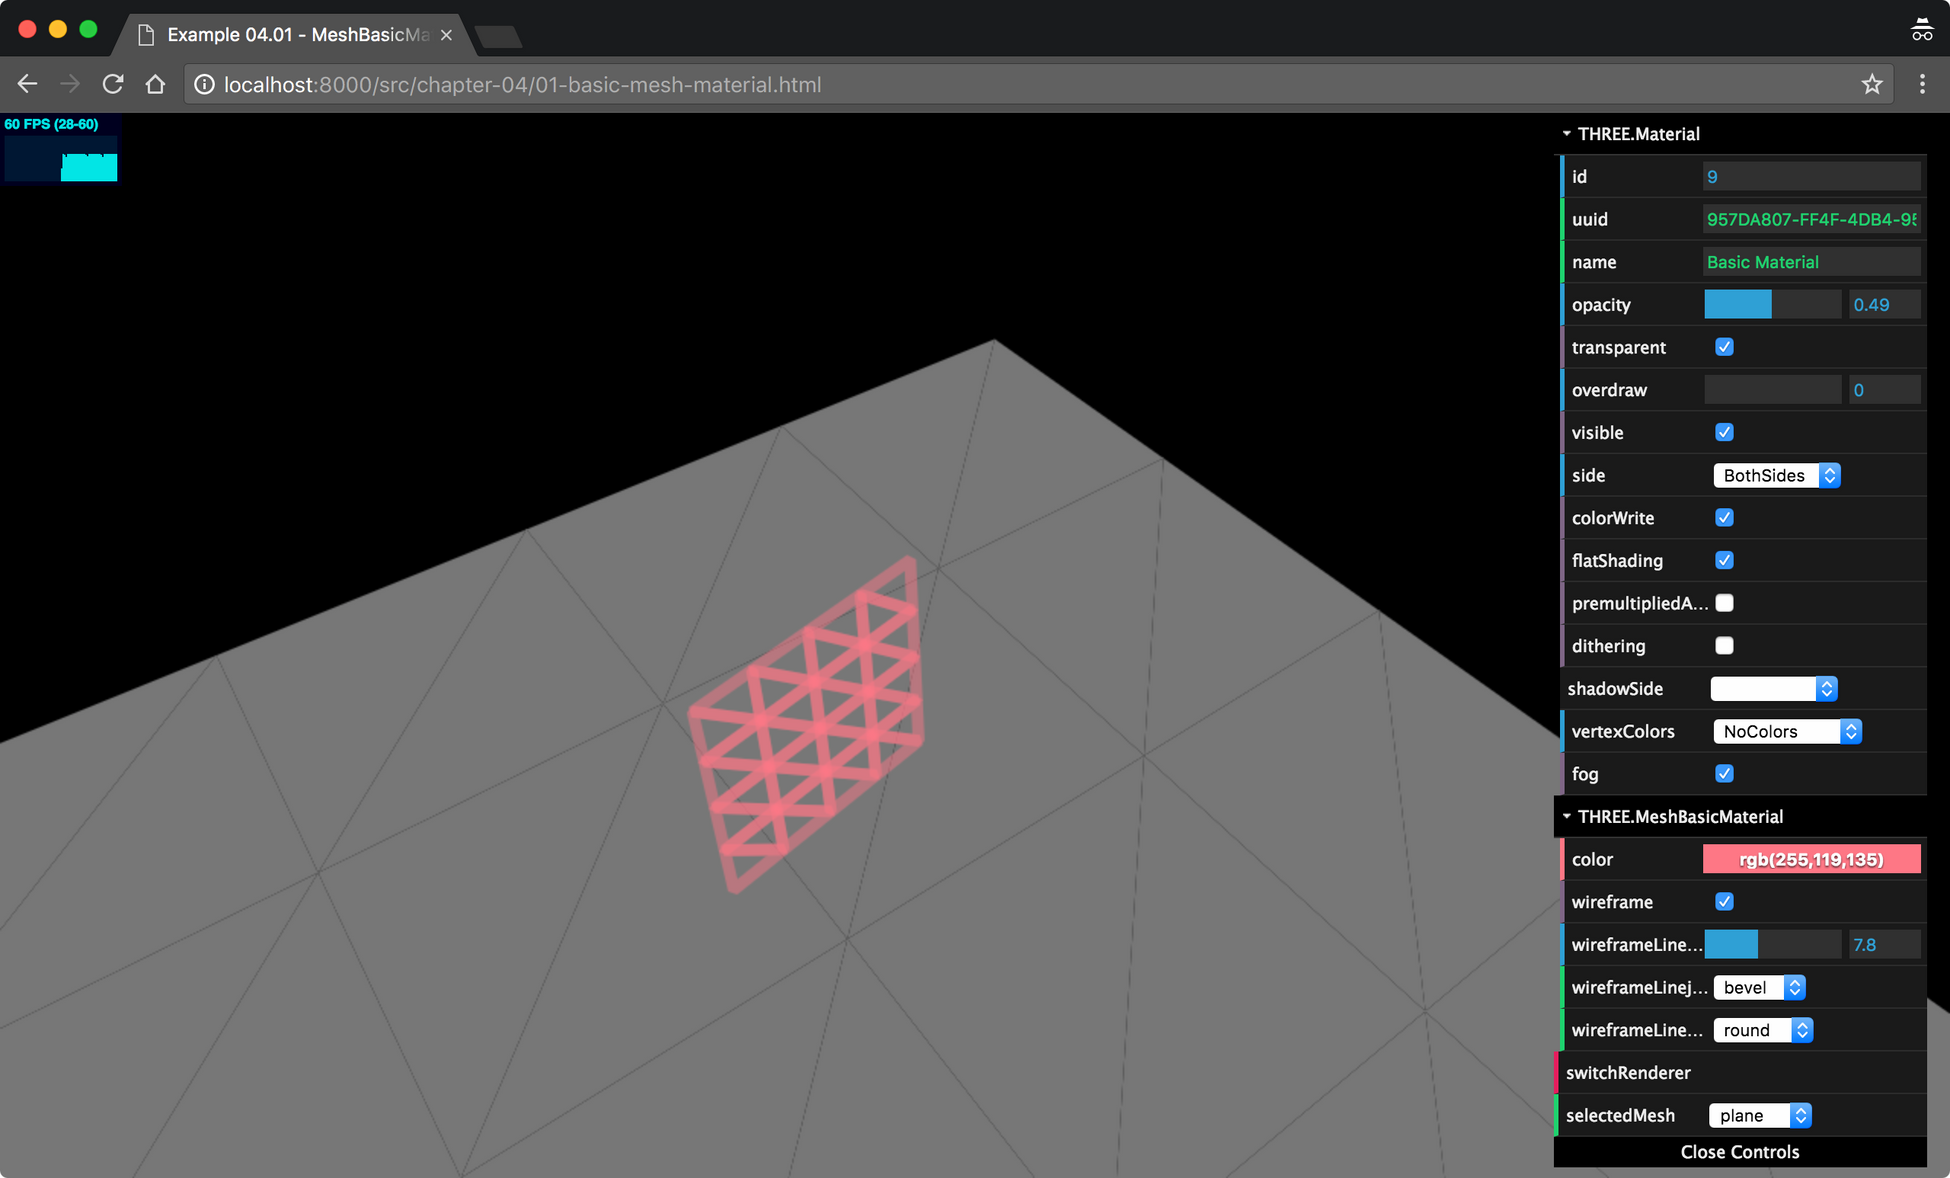 Example 04.01 - MeshBasicMa
localhost:8000/src/chapter-04/01-basic-mesh-material.html
60 FPS (28-60)
THREE.Material
id 9
uuid 957DA807-FF4F-4DB4-95
name Basic Material
opacity 0.49
transparent
overdraw 0
visible
side BothSides
colorWrite
flatShading
premultipliedA...
dithering
shadowSide
vertexColors NoColors
fog
THREE.MeshBasicMaterial
color rgb(255,119,135)
wireframe
wireframeLine... 7.8
wireframeLinej... bevel
wireframeLine... round
switchRenderer
selectedMesh plane
Close Controls